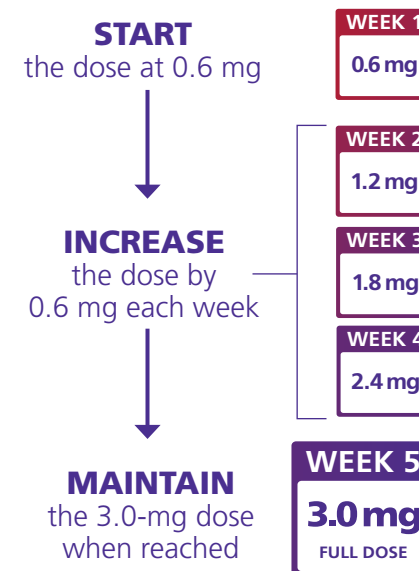 START
the dose at 0.6 mg
WEEK 1
0.6 mg
INCREASE
the dose by
0.6 mg each week
WEEK 2
1.2 mg
WEEK 3
1.8 mg
WEEK 4
2.4 mg
MAINTAIN
the 3.0-mg dose
when reached
WEEK 5
3.0 mg
FULL DOSE